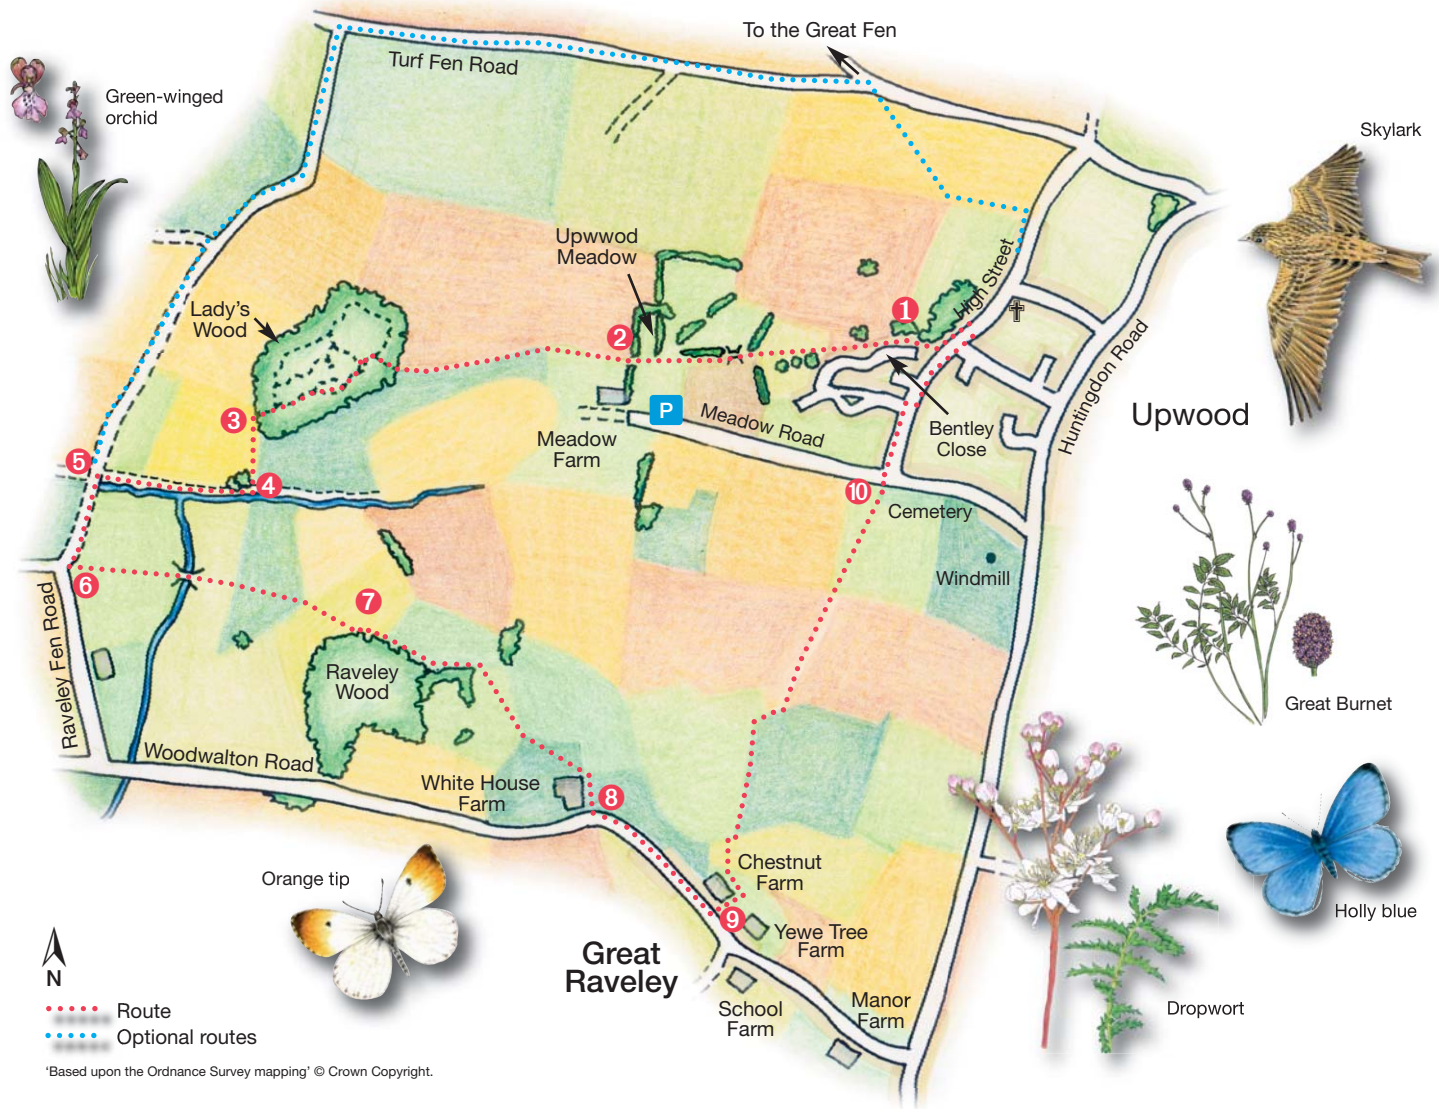 To the Great Fen
Turf Fen Road
Green-winged
orchid
Skylark
Upwwod
Meadow
High Street
Lady's
Wood
1
2
Huntingdon Road
3
P
Meadow Road
Upwood
Bentley
Close
Meadow
Farm
5
4
10
Cemetery
Windmill
6
7
Raveley Fen Road
Raveley
Wood
Great Burnet
Woodwalton Road
White House
Farm
8
Orange tip
Chestnut
Farm
Holly blue
9
Yewe Tree
Farm
Great
Raveley
N
School
Farm
Manor
Farm
Dropwort
Route
Optional routes
'Based upon the Ordnance Survey mapping' © Crown Copyright.